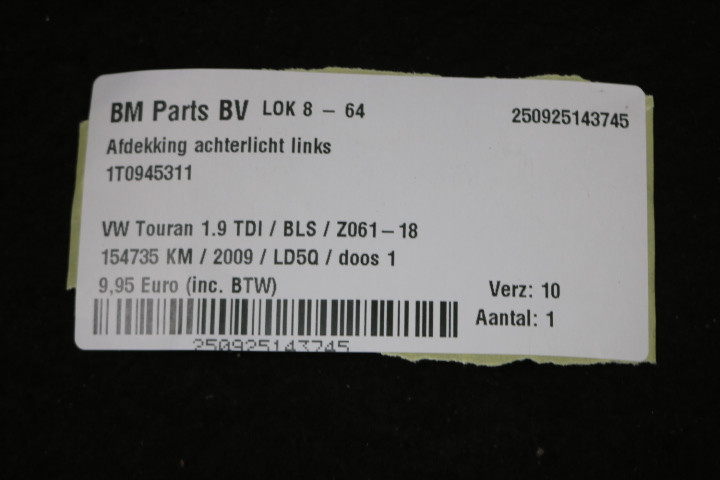 BM Parts BV LOK 8 – 64 250925143745
Afdekking achterlicht links
1T0945311
VW Touran 1.9 TDI / BLS / Z061–18
154735 KM / 2009 / LD5Q / doos 1
9,95 Euro (inc. BTW) Verz: 10
Aantal: 1
250925143745